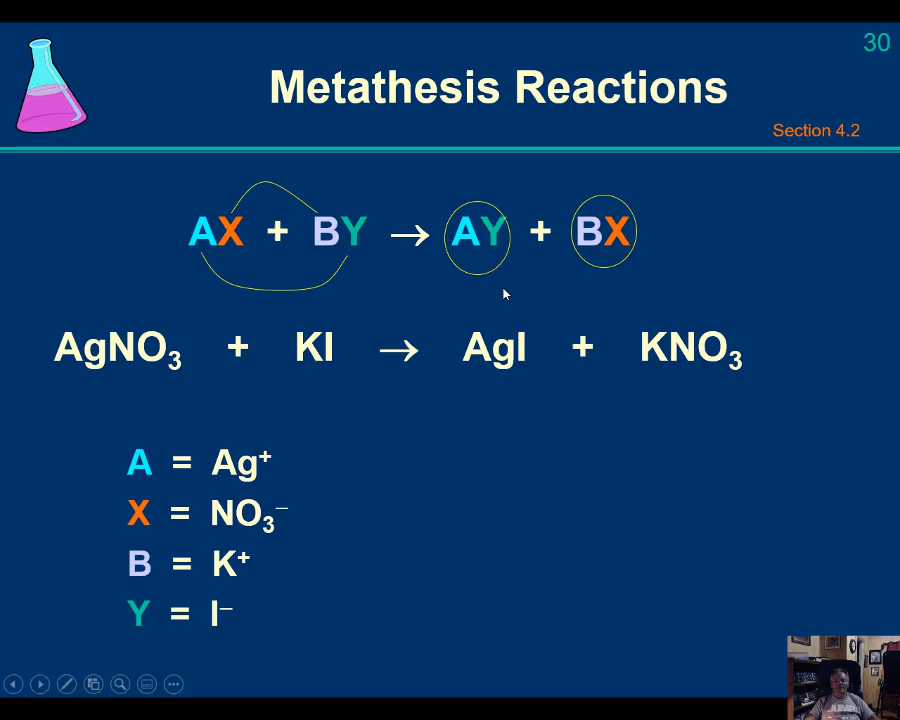 30
Metathesis Reactions
Section 4.2
AX + BY → AY + BX
AgNO₃ + KI → AgI + KNO₃
A = Ag⁺
X = NO₃⁻
B = K⁺
Y = I⁻